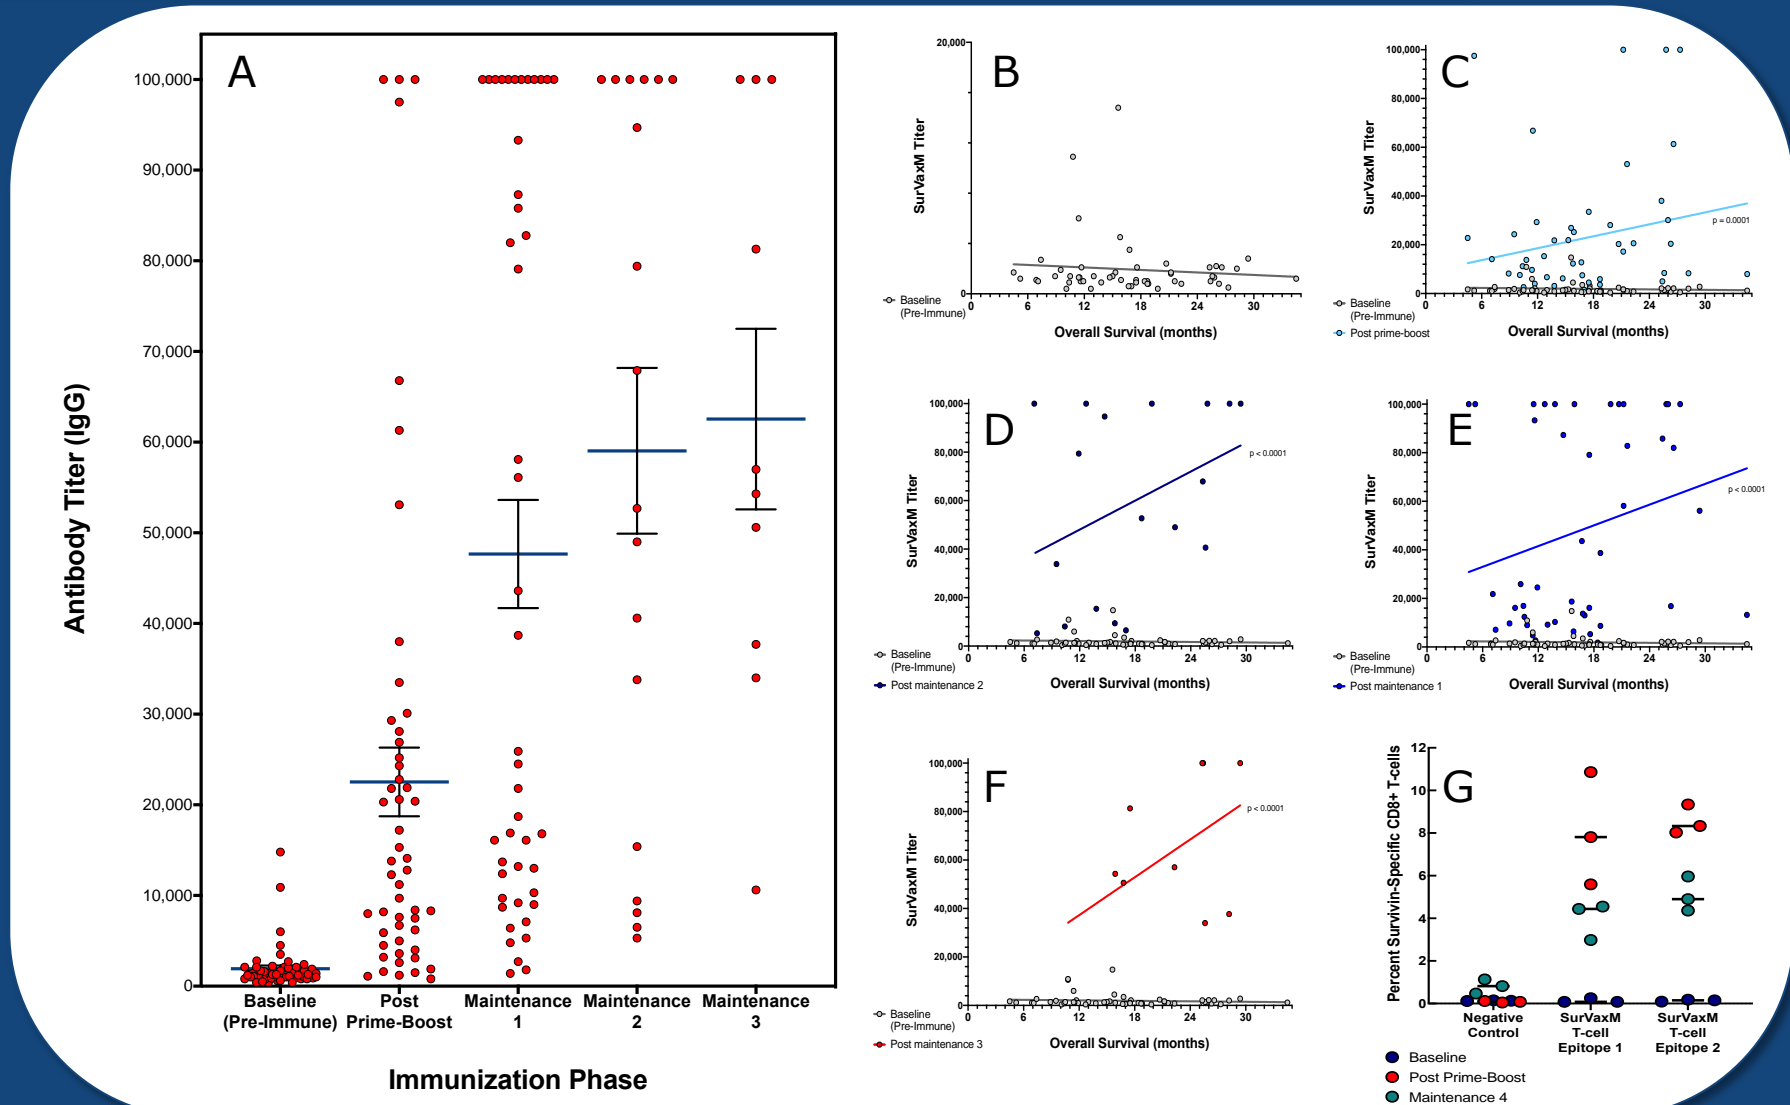 A
Antibody Titer (IgG)
100,000
90,000
80,000
70,000
60,000
50,000
40,000
30,000
20,000
10,000
0
Baseline
(Pre-Immune)
Post
Prime-Boost
Maintenance
1
Maintenance
2
Maintenance
3
Immunization Phase
B
SurVaxM Titer
20,000
0
0 6 12 18 24 30
Overall Survival (months)
Baseline
(Pre-Immune)
C
SurVaxM Titer
100,000
80,000
60,000
40,000
20,000
0
p = 0.0001
0 6 12 18 24 30
Overall Survival (months)
Baseline
(Pre-Immune)
Post prime-boost
D
SurVaxM Titer
100,000
80,000
60,000
40,000
20,000
0
p < 0.0001
0 6 12 18 24 30
Overall Survival (months)
Baseline
(Pre-Immune)
Post maintenance 2
E
SurVaxM Titer
100,000
80,000
60,000
40,000
20,000
0
p < 0.0001
0 6 12 18 24 30
Overall Survival (months)
Baseline
(Pre-Immune)
Post maintenance 1
F
SurVaxM Titer
100,000
80,000
60,000
40,000
20,000
0
p < 0.0001
0 6 12 18 24 30
Overall Survival (months)
Baseline
(Pre-Immune)
Post maintenance 3
G
Percent Survivin-Specific CD8+ T-cells
12
10
8
6
4
2
0
Negative
Control
SurVaxM
T-cell
Epitope 1
SurVaxM
T-cell
Epitope 2
Baseline
Post Prime-Boost
Maintenance 4